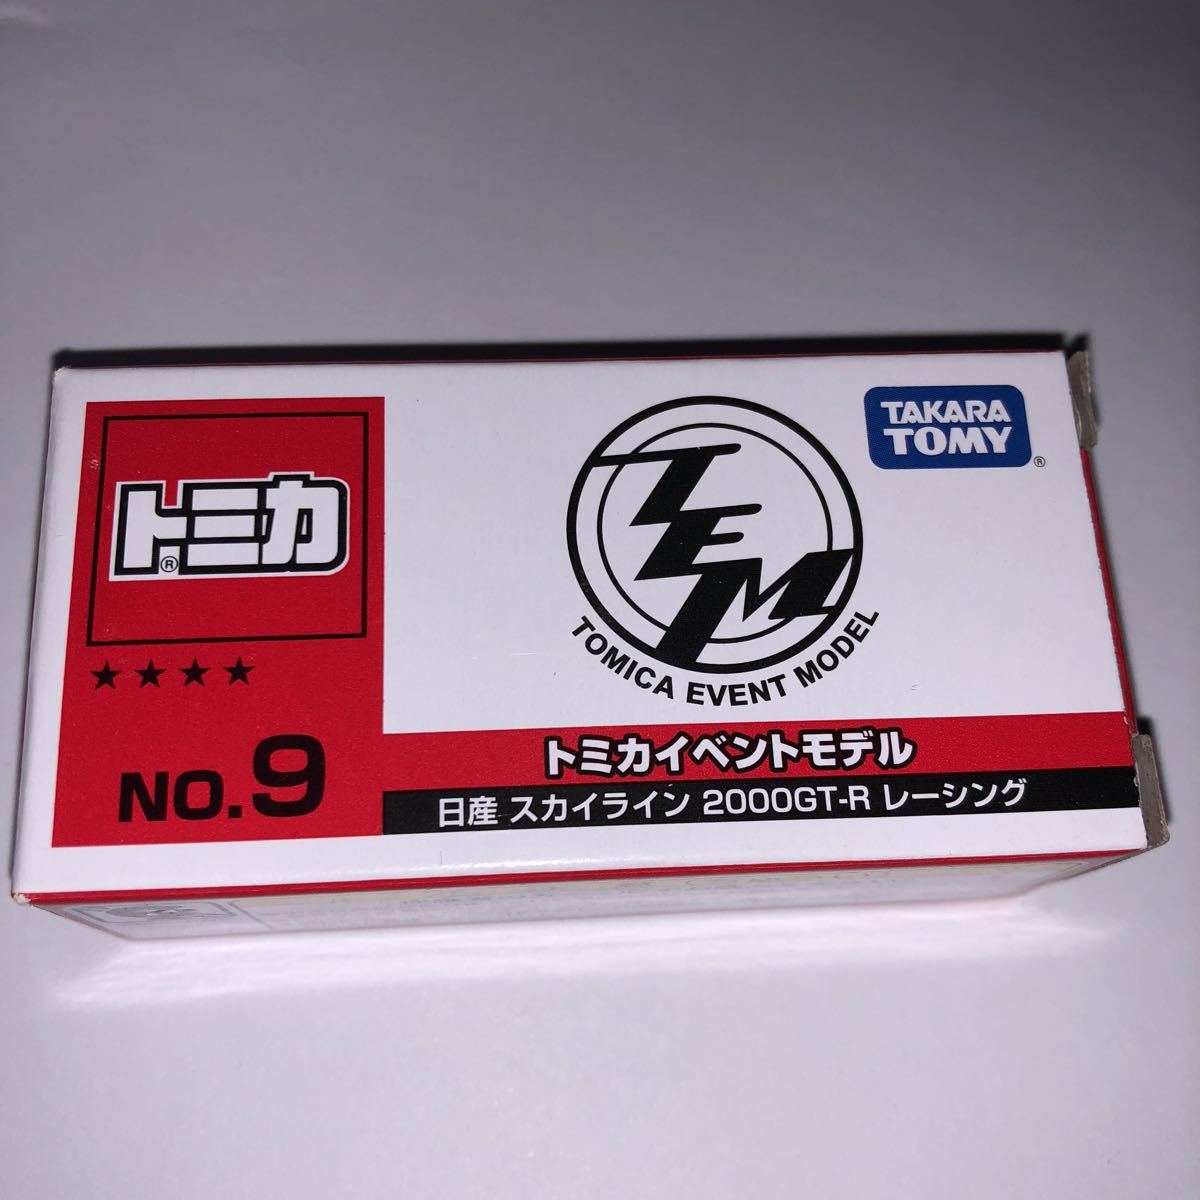 トミカ®
★★★★
NO.9
TEM
TOMICA EVENT MODEL
TAKARA
TOMY®
トミカイベントモデル
日産 スカイライン 2000GT-R レーシング